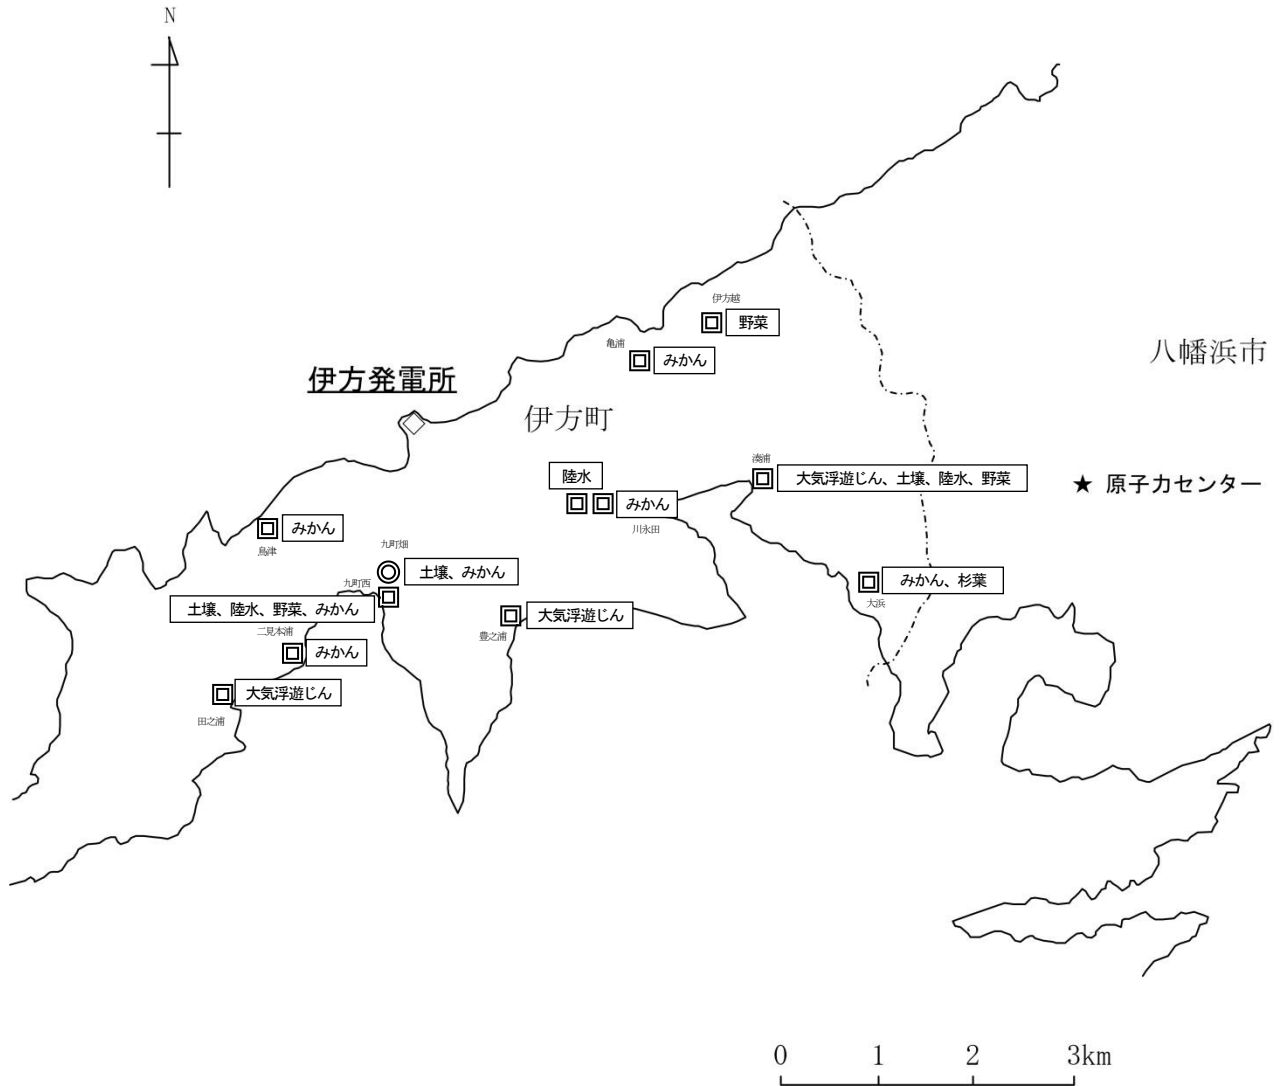 N
伊方越
野菜
亀浦
みかん
八幡浜市
伊方発電所
伊方町
湊浦
大気浮遊じん、土壌、陸水、野菜
★ 原子力センター
陸水
みかん
川永田
みかん
鳥津
九町畑
土壌、みかん
九町西
土壌、陸水、野菜、みかん
みかん、杉葉
大浜
大気浮遊じん
豊之浦
二見本浦
みかん
大気浮遊じん
田之浦
0 1 2 3km